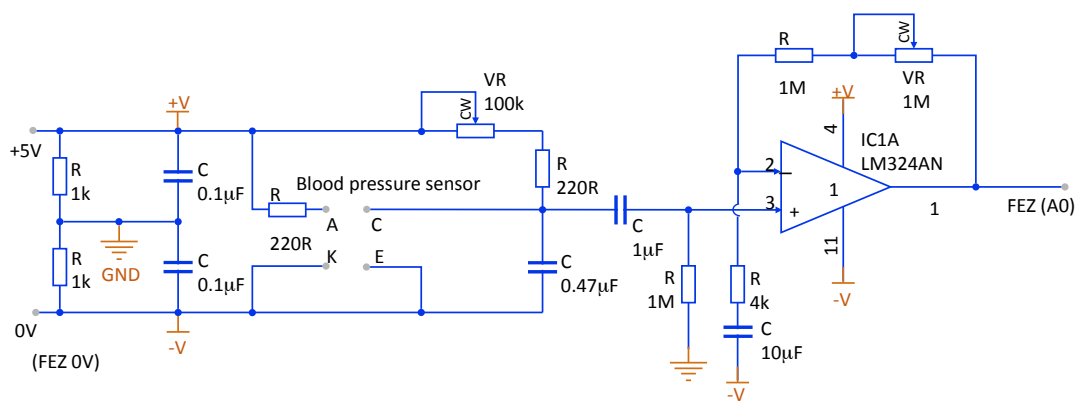 +5V
R
1k
R
1k
0V
(FEZ 0V)
+V
C
0.1µF
GND
C
0.1µF
-V
Blood pressure sensor
R
220R
A
K
C
E
VR
100k
CW
R
220R
C
0.47µF
C
1µF
R
1M
R
4k
C
10µF
-V
R
1M
CW
VR
1M
+V
4
IC1A
LM324AN
2
3
−
+
1
11
-V
1
FEZ (A0)